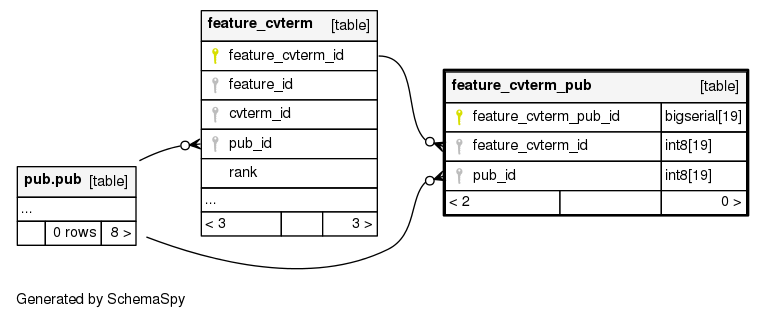 feature_cvterm [table]
feature_cvterm_id
feature_id
cvterm_id
pub_id
rank
...
< 3 3 >
feature_cvterm_pub [table]
feature_cvterm_pub_id bigserial[19]
feature_cvterm_id int8[19]
pub_id int8[19]
< 2 0 >
pub.pub [table]
...
0 rows 8 >
Generated by SchemaSpy